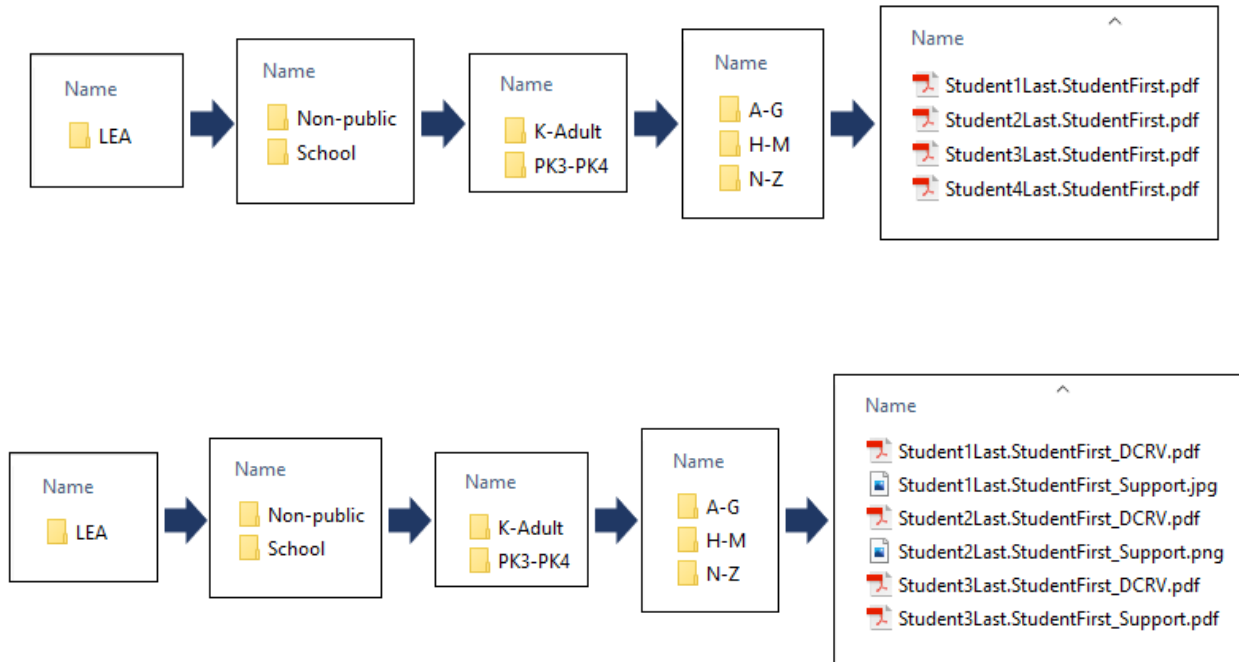 Name
LEA
Name
Non-public
School
Name
K-Adult
PK3-PK4
Name
A-G
H-M
N-Z
Name
Student1Last.StudentFirst.pdf
Student2Last.StudentFirst.pdf
Student3Last.StudentFirst.pdf
Student4Last.StudentFirst.pdf
Name
LEA
Name
Non-public
School
Name
K-Adult
PK3-PK4
Name
A-G
H-M
N-Z
Name
Student1Last.StudentFirst_DCRV.pdf
Student1Last.StudentFirst_Support.jpg
Student2Last.StudentFirst_DCRV.pdf
Student2Last.StudentFirst_Support.png
Student3Last.StudentFirst_DCRV.pdf
Student3Last.StudentFirst_Support.pdf